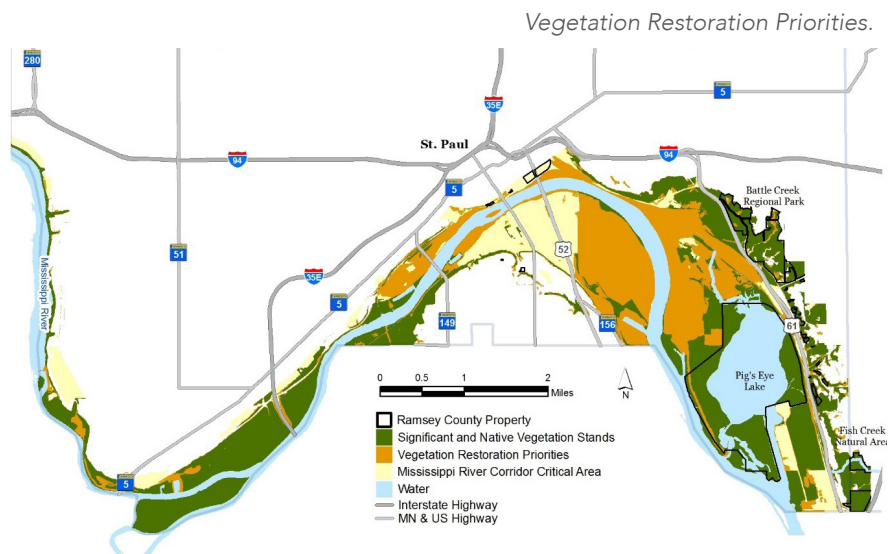 Vegetation Restoration Priorities.
280
5
35E
St. Paul
94
94
5
Battle Creek
Regional Park
51
52
Mississippi River
35E
5
149
156
61
Pig's Eye
Lake
0 0.5 1 2
Miles
N
Ramsey County Property
Significant and Native Vegetation Stands
Vegetation Restoration Priorities
Mississippi River Corridor Critical Area
Water
Interstate Highway
MN & US Highway
Fish Creek
Natural Area
5